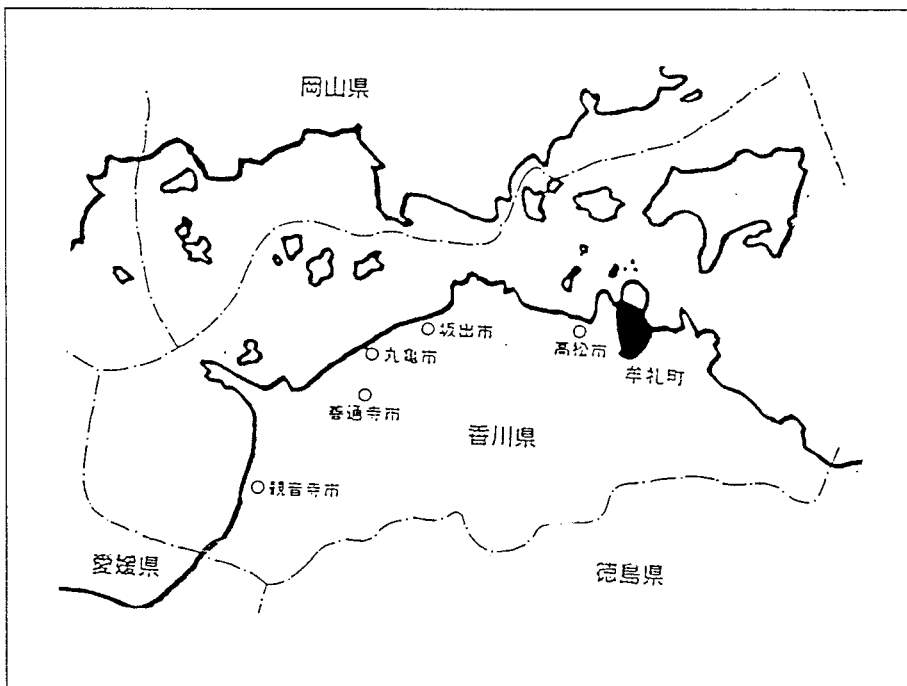 岡山県
坂出市
丸亀市
高松市
牟礼町
善通寺市
香川県
観音寺市
愛媛県
徳島県